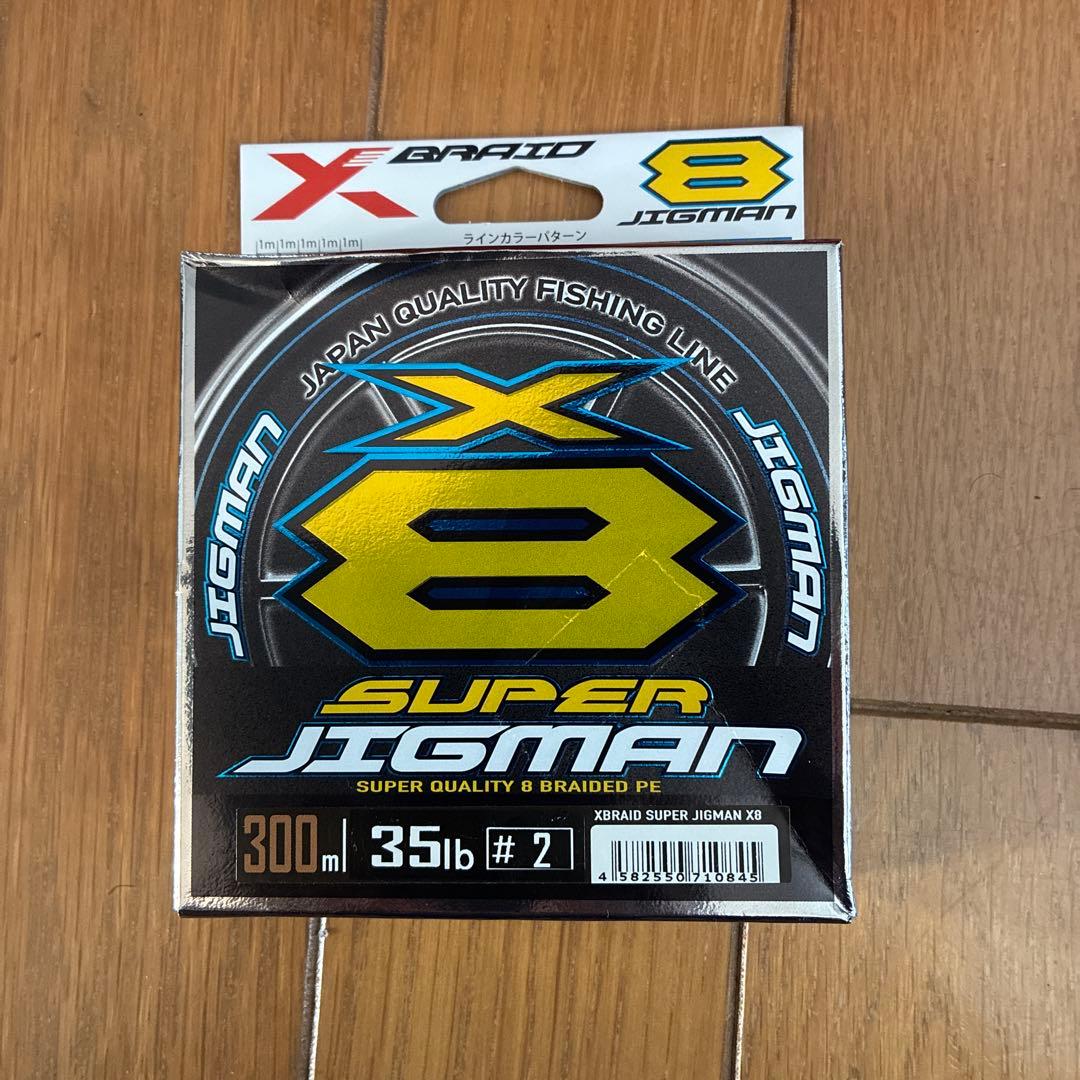 X BRAID
8
JIGMAN
1m 1m 1m 1m 1m
ラインカラーパターン
JAPAN QUALITY FISHING LINE
JIGMAN
JIGMAN
X
8
SUPER
JIGMAN
SUPER QUALITY 8 BRAIDED PE
300m 35lb # 2
XBRAID SUPER JIGMAN X8
4 582550 710845